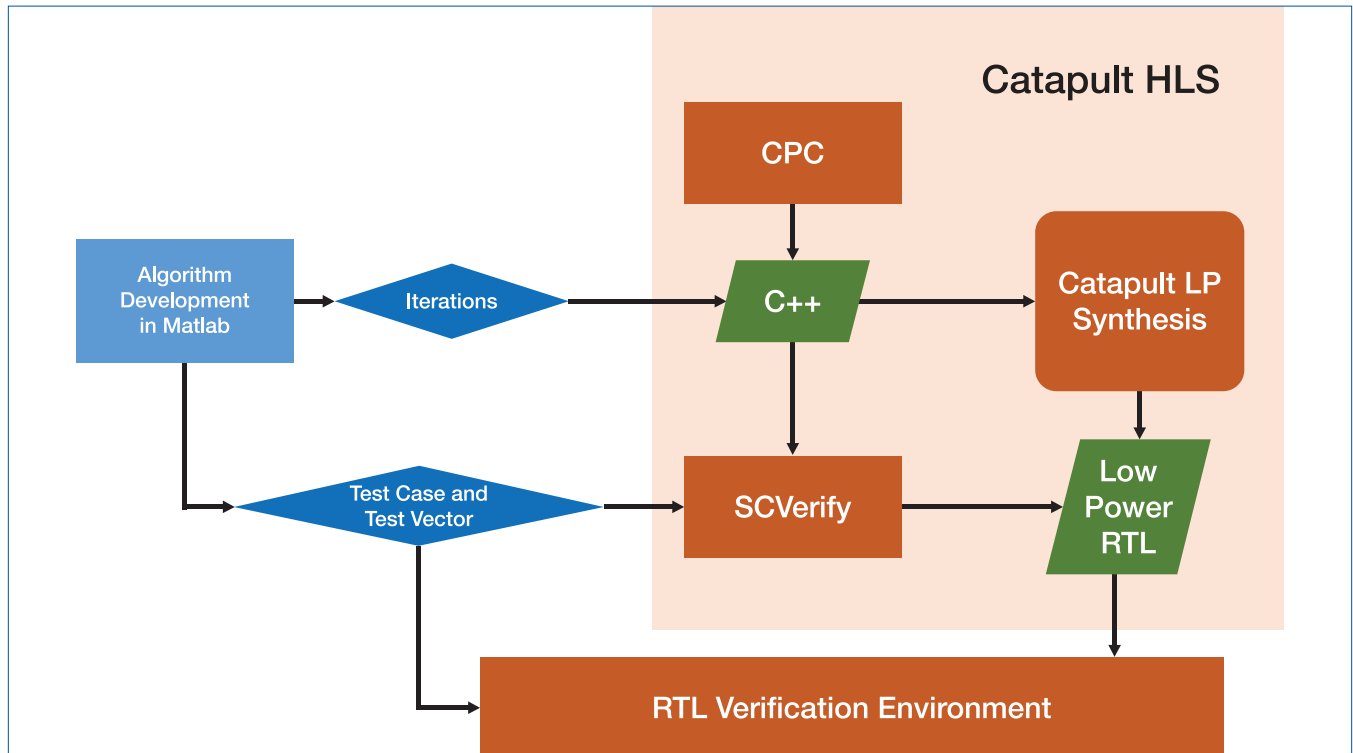 Catapult HLS
CPC
Algorithm
Development
in Matlab
Iterations
C++
Catapult LP
Synthesis
Test Case and
Test Vector
SCVerify
Low
Power
RTL
RTL Verification Environment